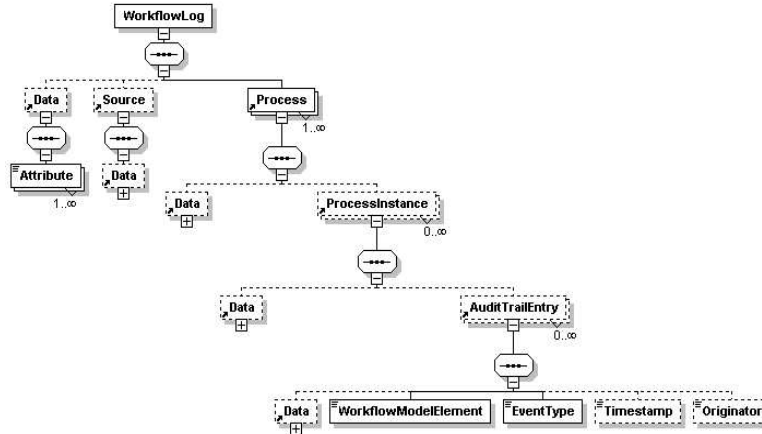 WorkflowLog
Data
Source
Process
1..∞
Attribute
1..∞
Data
Data
ProcessInstance
0..∞
Data
AuditTrailEntry
0..∞
Data
WorkflowModelElement
EventType
Timestamp
Originator